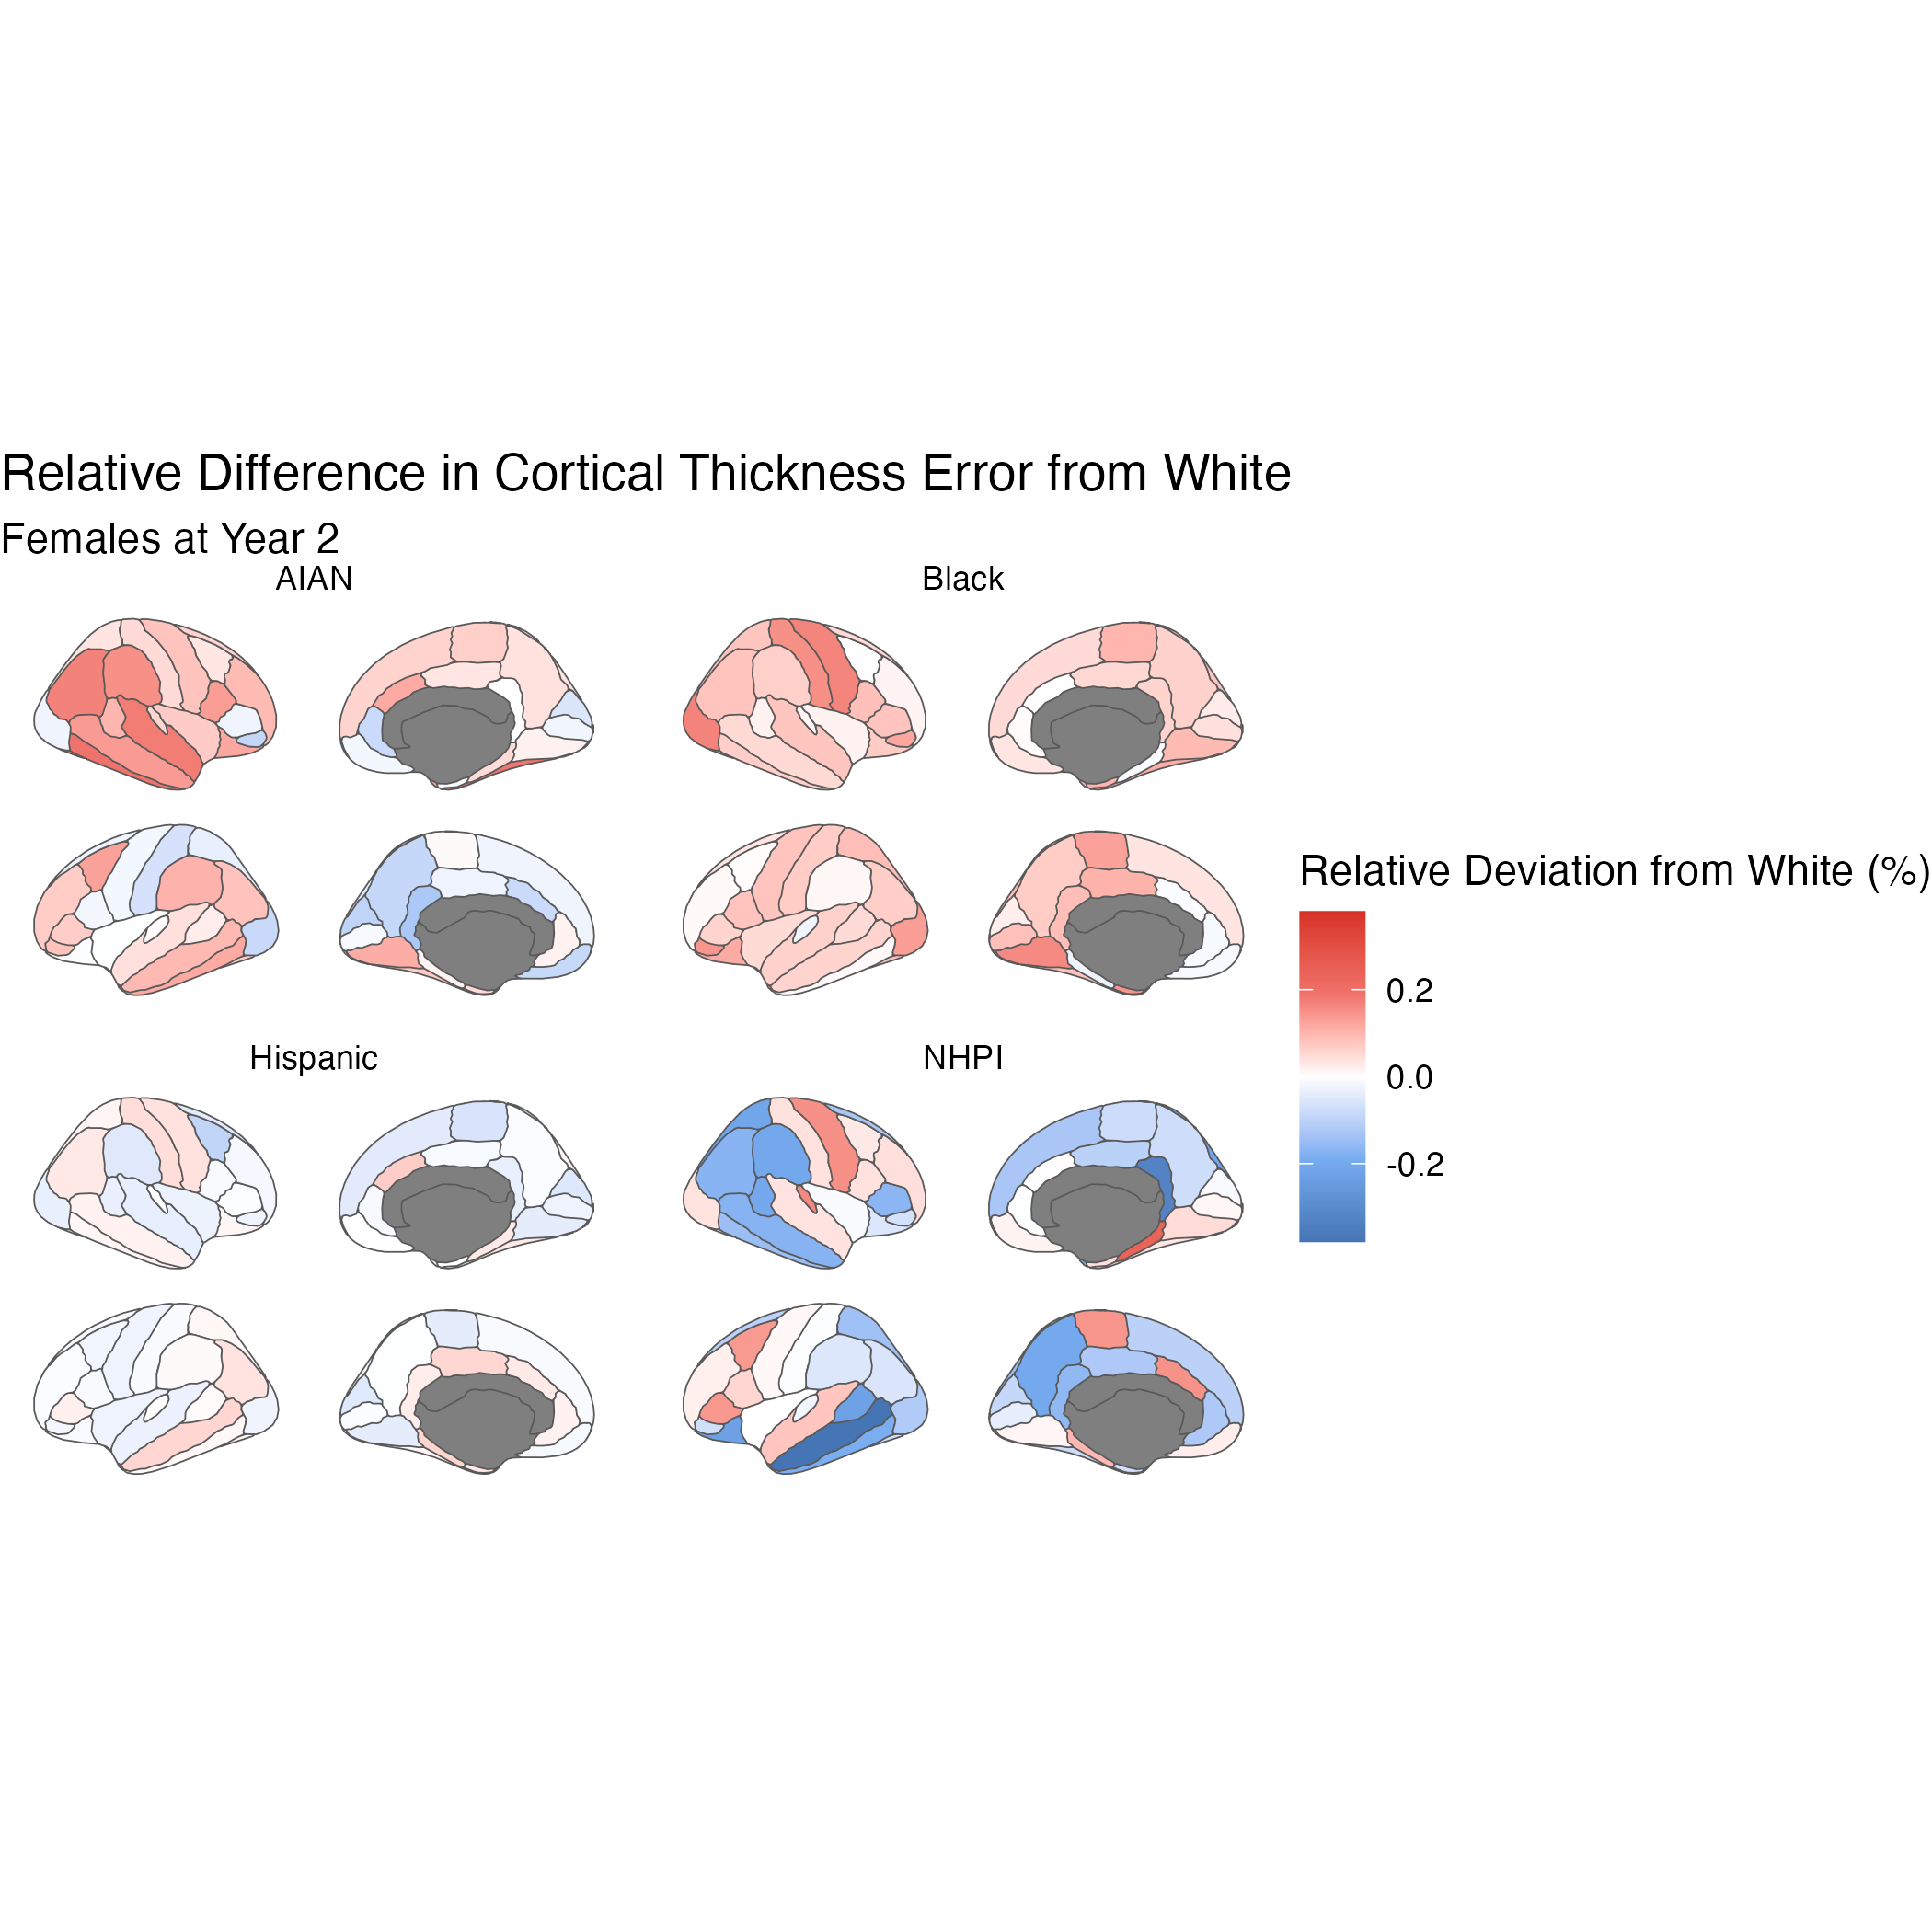 Relative Difference in Cortical Thickness Error from White
Females at Year 2
AIAN
Black
Hispanic
NHPI
Relative Deviation from White (%)
0.2
0.0
-0.2